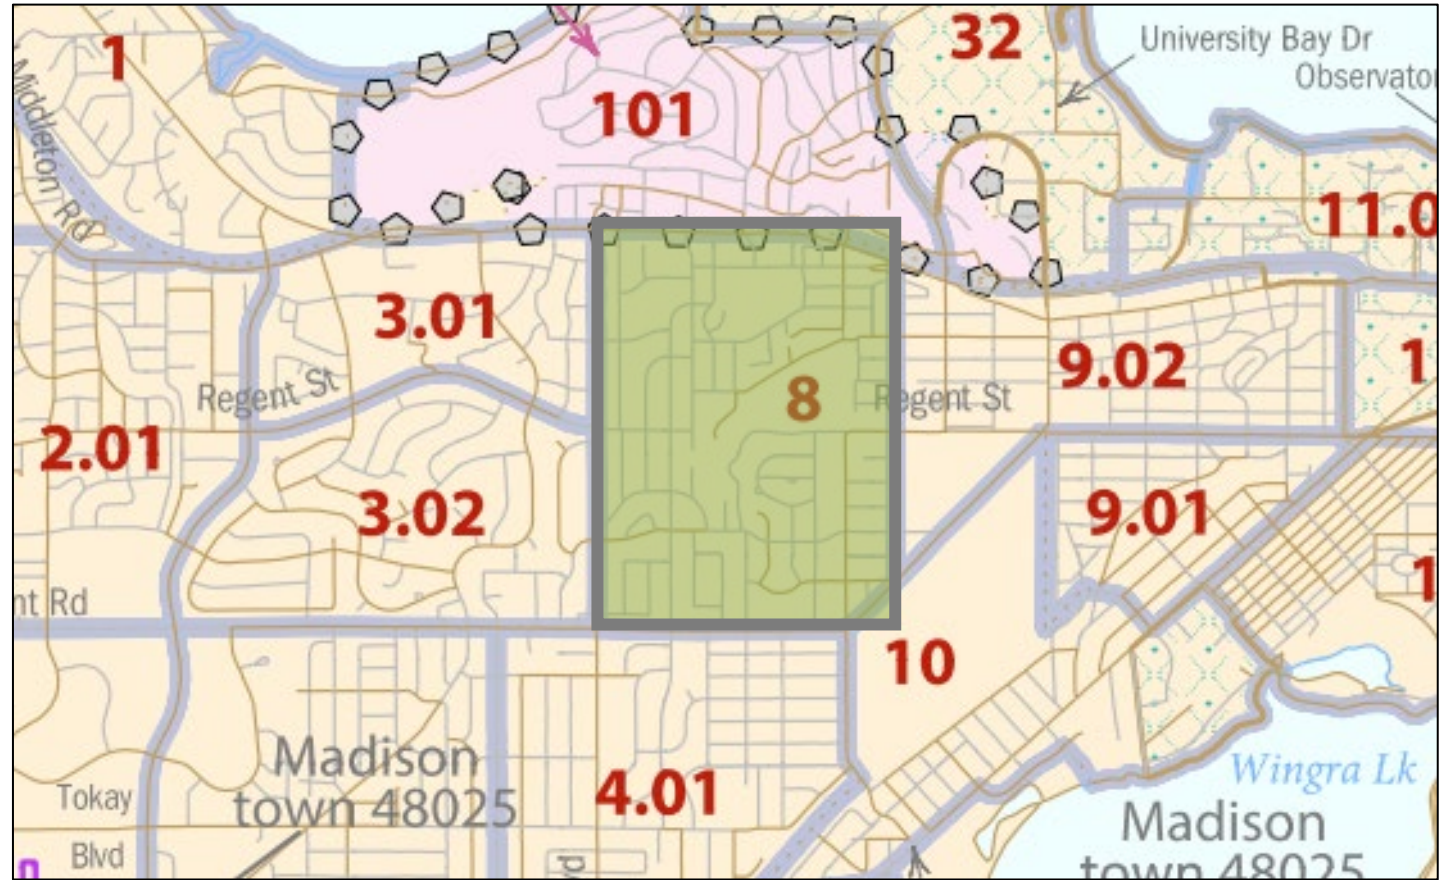 1
32
University Bay Dr
Observato
101
Middleton Rd
11.0
3.01
Regent St
8
Regent St
9.02
1
2.01
3.02
9.01
nt Rd
1
10
Madison
town 48025
4.01
Wingra Lk
Tokay
Blvd
Madison
town 48025